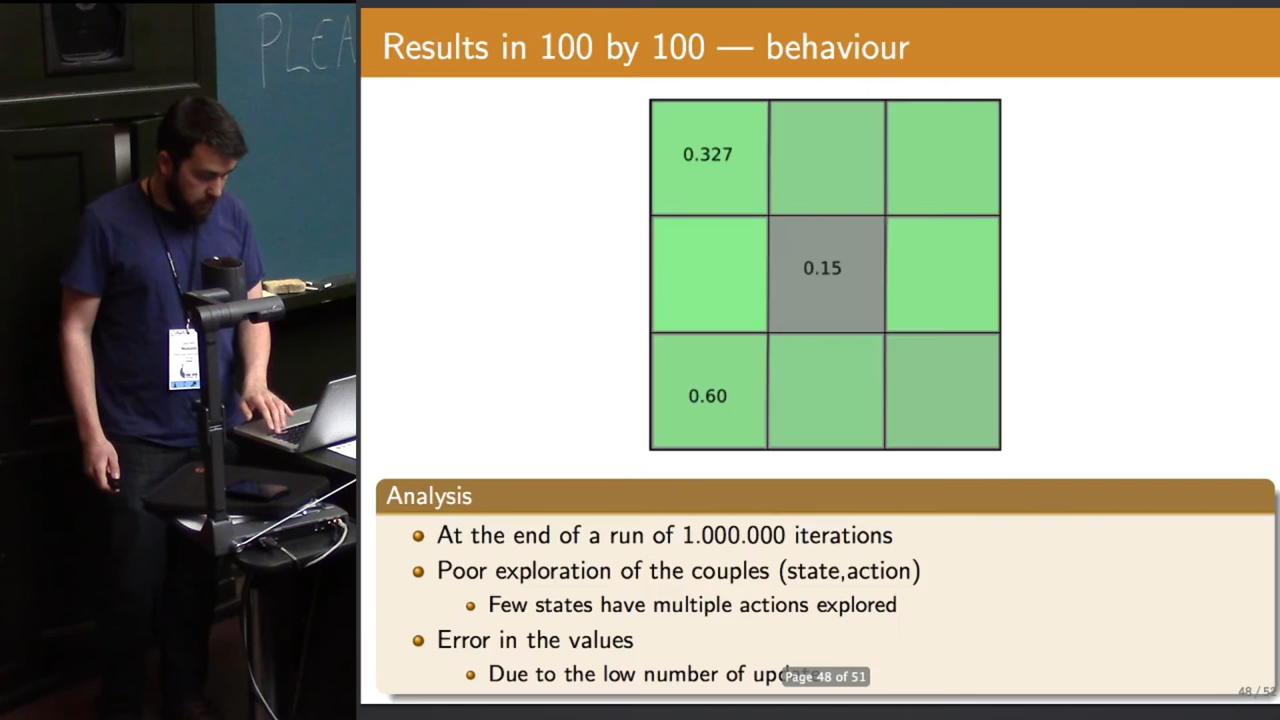 PLEA
Results in 100 by 100 — behaviour
0.327
0.15
0.60
Analysis
At the end of a run of 1.000.000 iterations
Poor exploration of the couples (state,action)
Few states have multiple actions explored
Error in the values
Due to the low number of update
Page 48 of 51